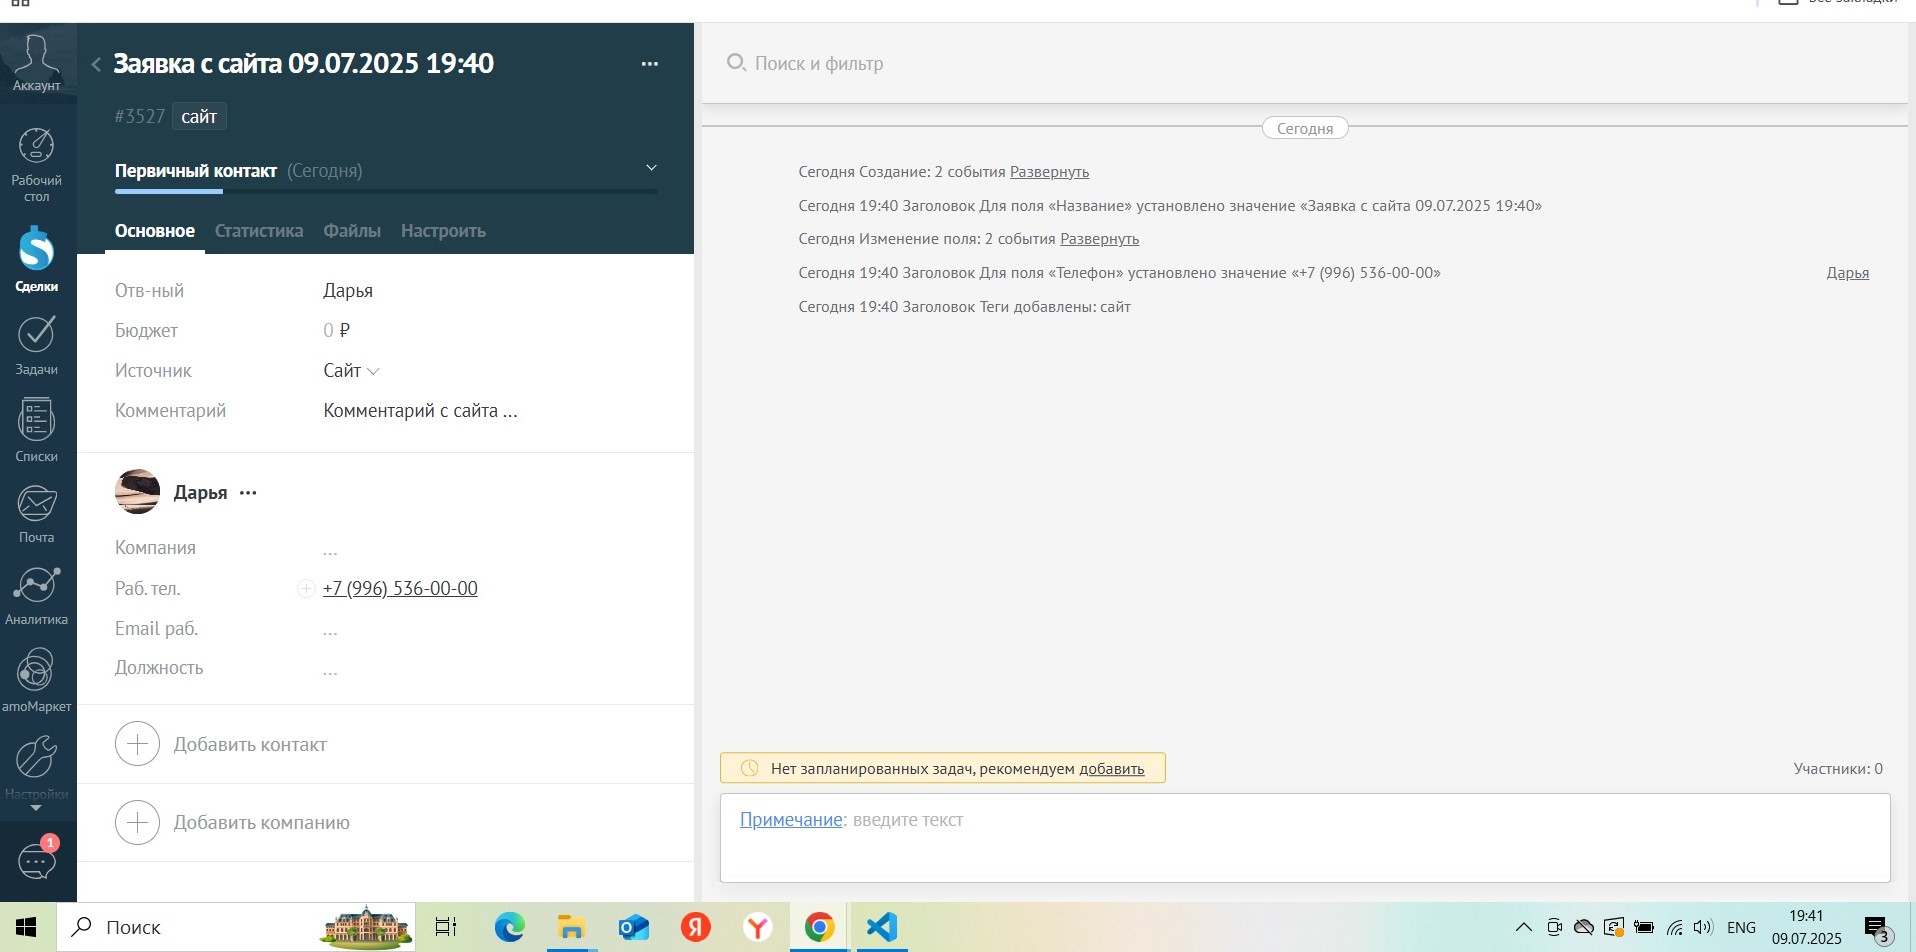 Все закладки
Аккаунт
Рабочий
стол
Сделки
Задачи
Списки
Почта
Аналитика
amoМаркет
Настройки
1
Заявка с сайта 09.07.2025 19:40
#3527 сайт
Первичный контакт (Сегодня)
Основное Статистика Файлы Настроить
Отв-ный Дарья
Бюджет 0 ₽
Источник Сайт
Комментарий Комментарий с сайта ...
Дарья
Компания ...
Раб. тел. +7 (996) 536-00-00
Email раб. ...
Должность ...
Добавить контакт
Добавить компанию
Поиск и фильтр
Сегодня
Сегодня Создание: 2 события Развернуть
Сегодня 19:40 Заголовок Для поля «Название» установлено значение «Заявка с сайта 09.07.2025 19:40»
Сегодня Изменение поля: 2 события Развернуть
Сегодня 19:40 Заголовок Для поля «Телефон» установлено значение «+7 (996) 536-00-00» Дарья
Сегодня 19:40 Заголовок Теги добавлены: сайт
Нет запланированных задач, рекомендуем добавить
Участники: 0
Примечание: введите текст
Поиск
ENG
19:41
09.07.2025
3